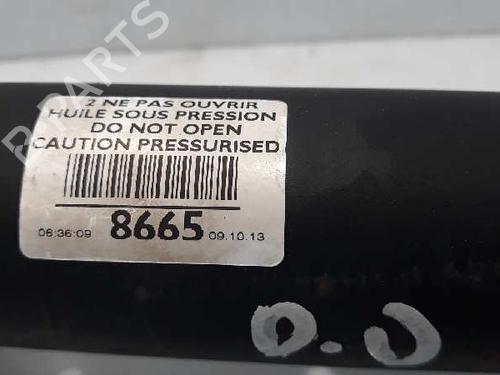 2 NE PAS OUVRIR
HUILE SOUS PRESSION
DO NOT OPEN
CAUTION PRESSURISED
06:36:09 8665 09.10.13
D.D
B-PARTS